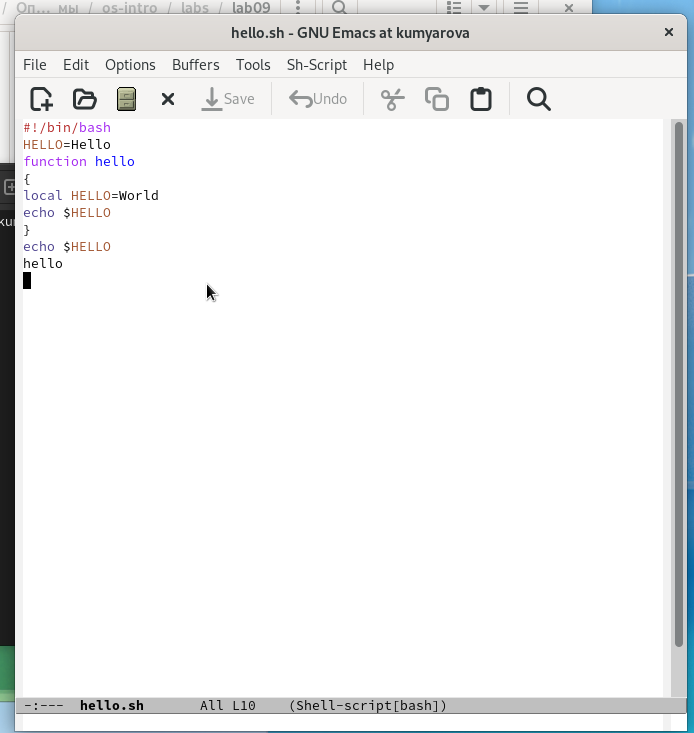 / Оп... мы / os-intro / labs / lab09
hello.sh - GNU Emacs at kumyarova
File Edit Options Buffers Tools Sh-Script Help
Save Undo
#!/bin/bash
HELLO=Hello
function hello
{
local HELLO=World
echo $HELLO
}
echo $HELLO
hello
-:--- hello.sh All L10 (Shell-script[bash])